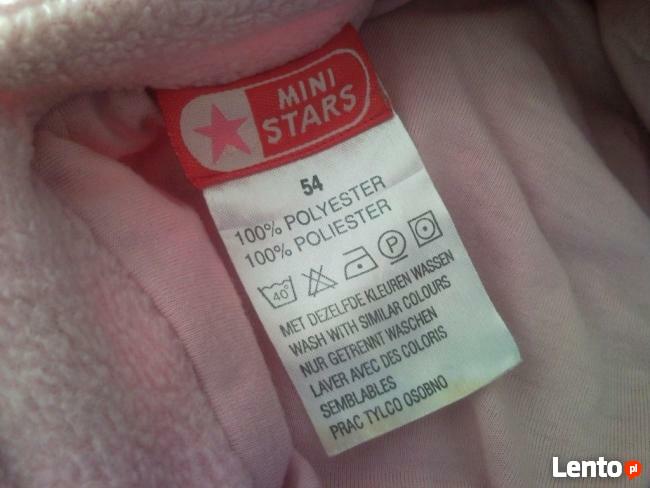 MINI
STARS
54
100% POLYESTER
100% POLIESTER
40°
P
MET DEZELFDE KLEUREN WASSEN
WASH WITH SIMILAR COLOURS
NUR GETRENNT WASCHEN
LAVER AVEC DES COLORIS
SEMBLABLES
PRAC TYLCO OSOBNO
Lento pl